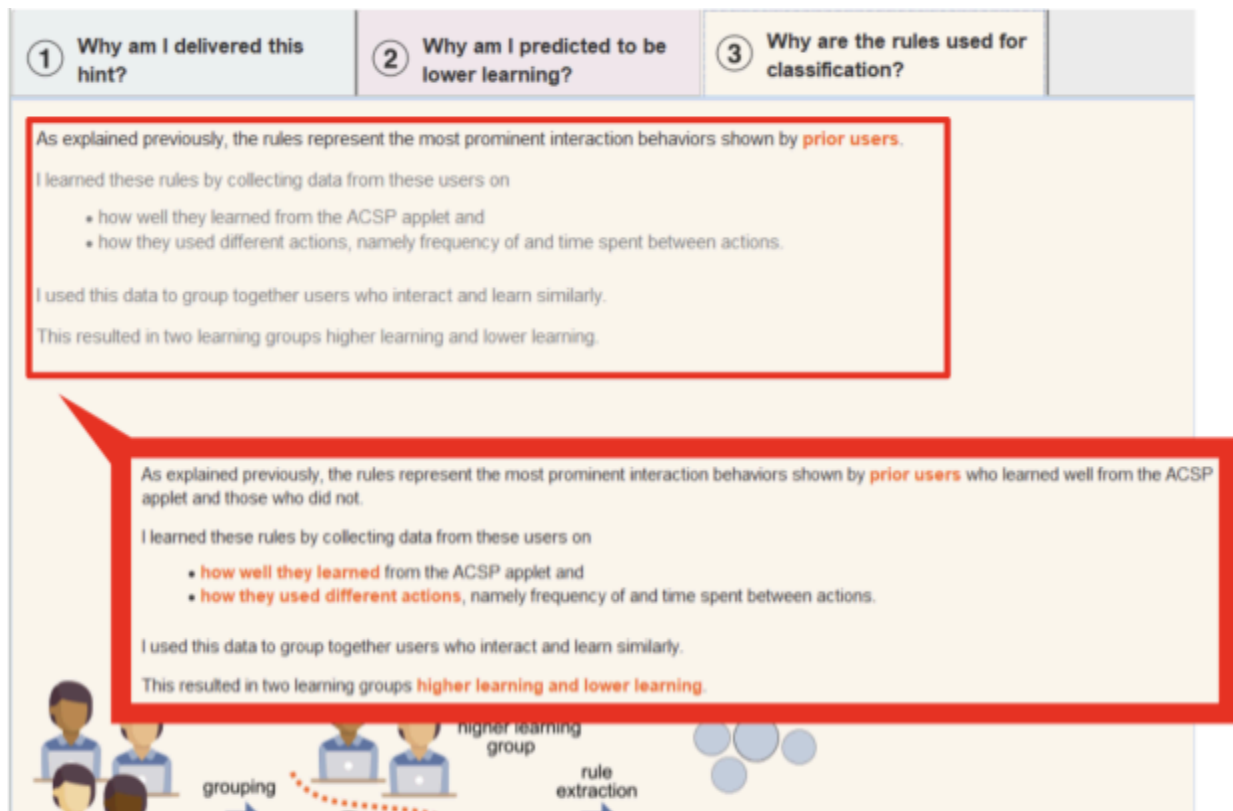 1 Why am I delivered this
hint?
2 Why am I predicted to be
lower learning?
3 Why are the rules used for
classification?
As explained previously, the rules represent the most prominent interaction behaviors shown by prior users.
I learned these rules by collecting data from these users on
• how well they learned from the ACSP applet and
• how they used different actions, namely frequency of and time spent between actions.
I used this data to group together users who interact and learn similarly.
This resulted in two learning groups higher learning and lower learning.
As explained previously, the rules represent the most prominent interaction behaviors shown by prior users who learned well from the ACSP
applet and those who did not.
I learned these rules by collecting data from these users on
• how well they learned from the ACSP applet and
• how they used different actions, namely frequency of and time spent between actions.
I used this data to group together users who interact and learn similarly.
This resulted in two learning groups higher learning and lower learning.
higher learning
group
grouping
rule
extraction